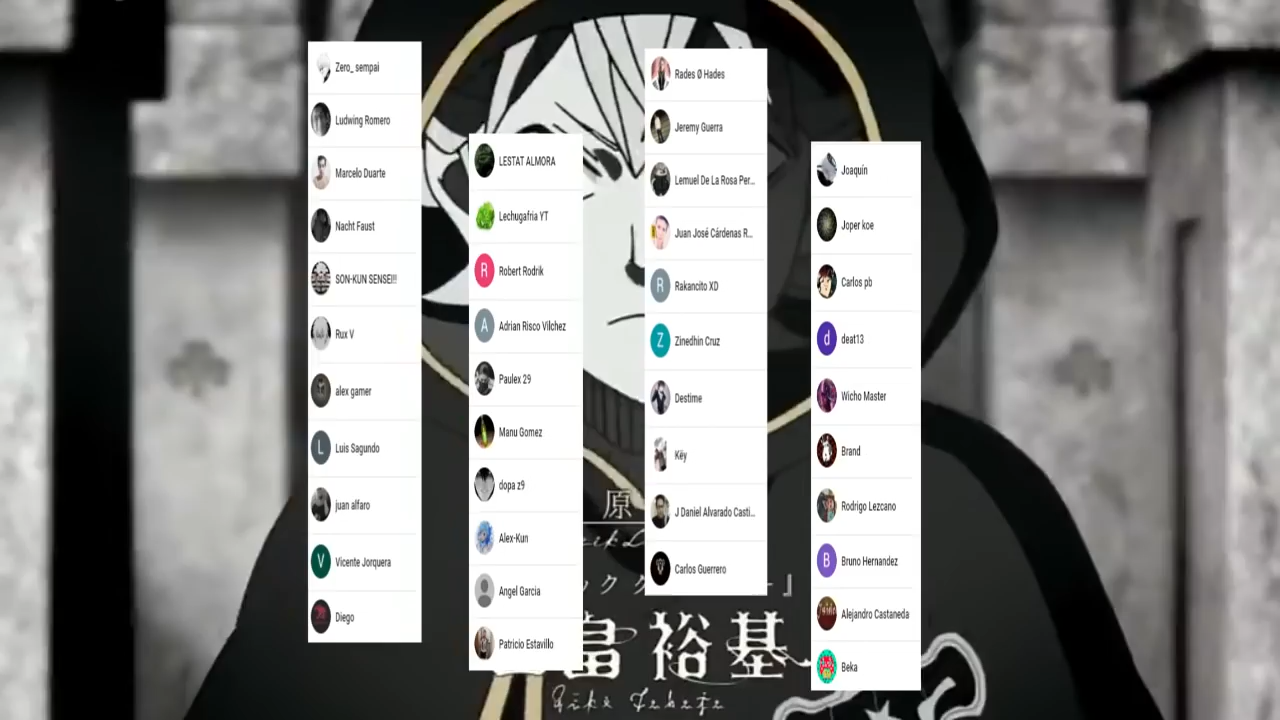 Zero_ sempai
Ludwing Romero
Marcelo Duarte
Nacht Faust
SON-KUN SENSEI!!
Rux V
alex gamer
L
Luis Sagundo
juan alfaro
V
Vicente Jorquera
Diego
LESTAT ALMORA
Lechugafria YT
R
Robert Rodrik
A
Adrian Risco Vilchez
Paulex 29
Manu Gomez
dopa z9
Alex-Kun
Angel Garcia
Patricio Estavillo
Rades Ø Hades
Jeremy Guerra
Lemuel De La Rosa Per...
Juan José Cárdenas R...
R
Rakancito XD
Z
Zinedhin Cruz
Destime
Këy
J Daniel Alvarado Casti...
Carlos Guerrero
Joaquín
Joper koe
Carlos pb
d
deat13
Wicho Master
Brand
Rodrigo Lezcano
B
Bruno Hernandez
Alejandro Castaneda
Beka
原
裕基